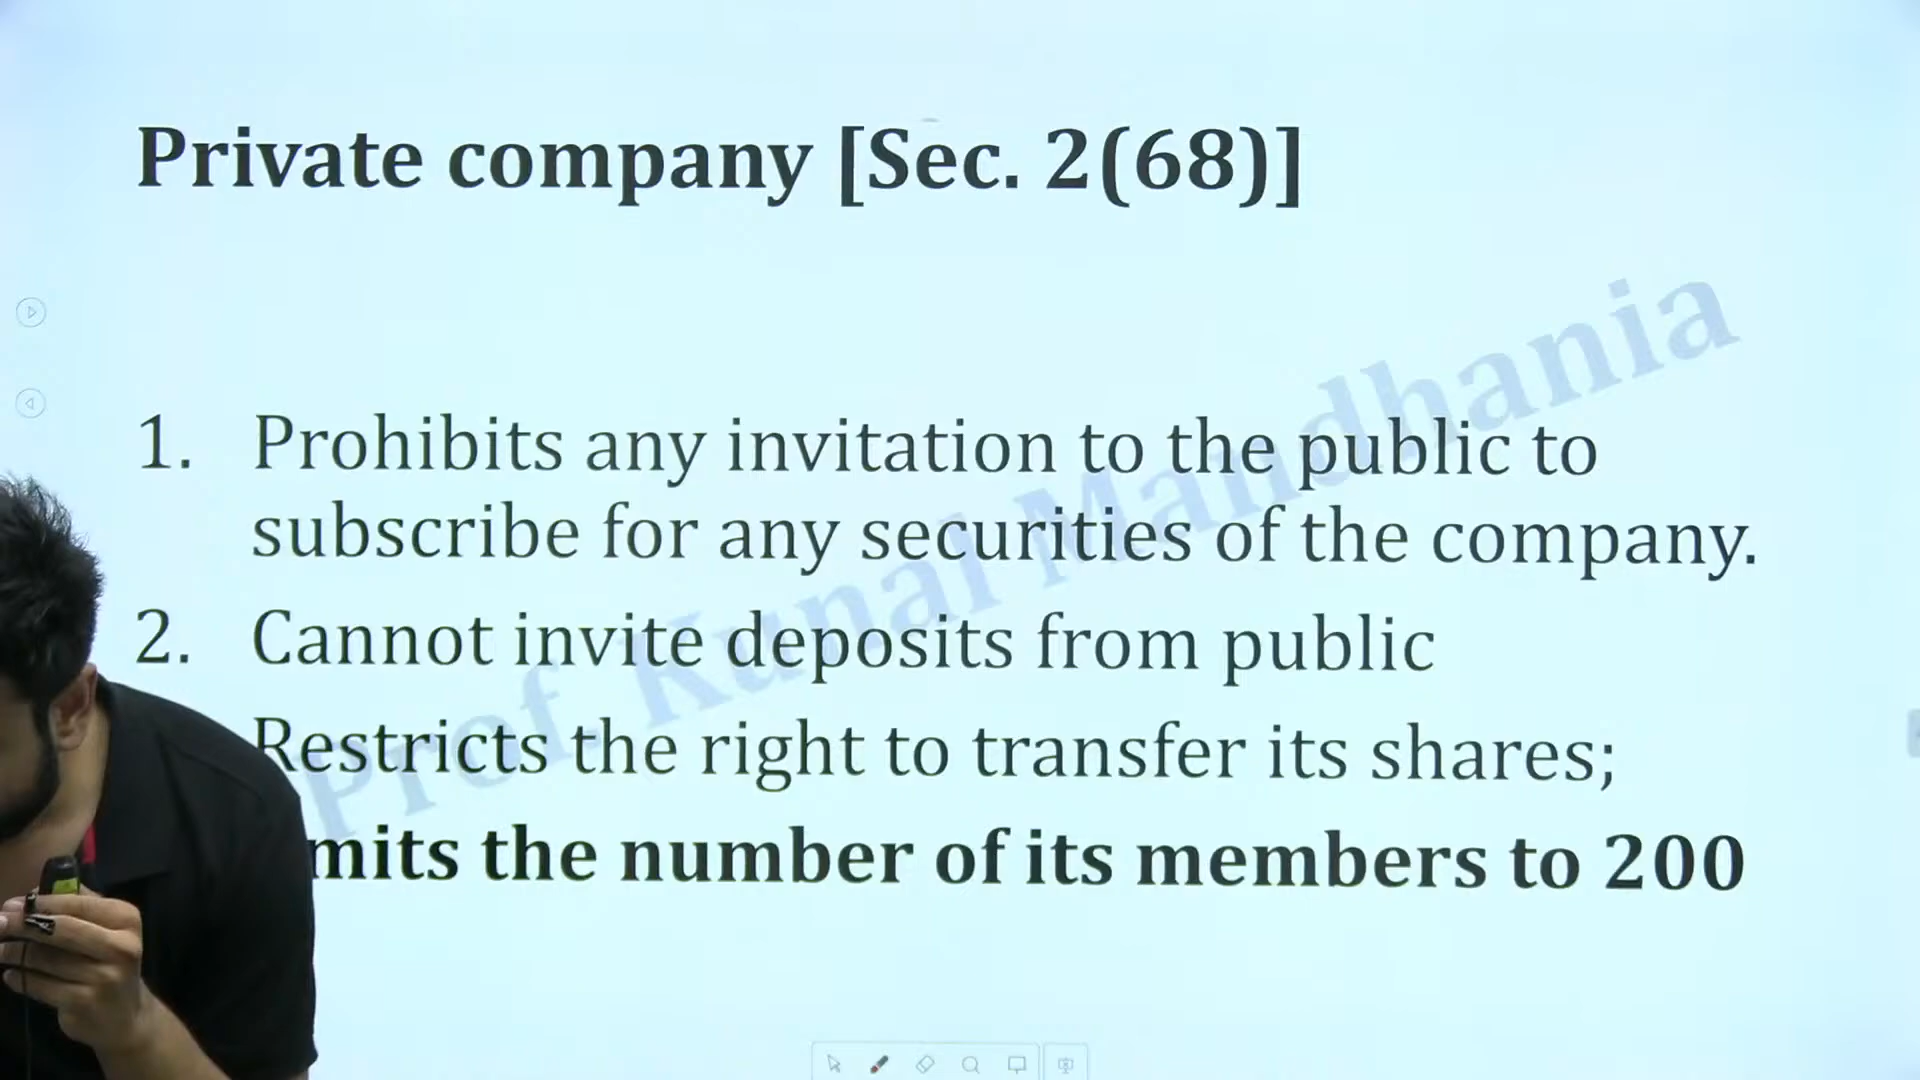 Private company [Sec. 2(68)]
1. Prohibits any invitation to the public to
subscribe for any securities of the company.
2. Cannot invite deposits from public
Restricts the right to transfer its shares;
the number of its members to 200
Prof. Kunal Mandhania